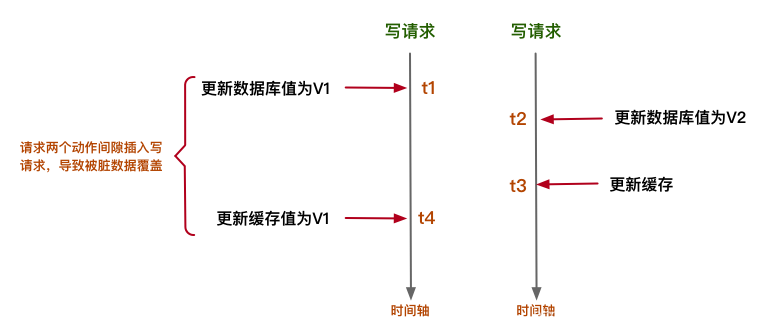 写请求
写请求
更新数据库值为V1
t1
t2
更新数据库值为V2
请求两个动作间隙插入写
请求，导致被脏数据覆盖
t3
更新缓存
更新缓存值为V1
t4
时间轴
时间轴